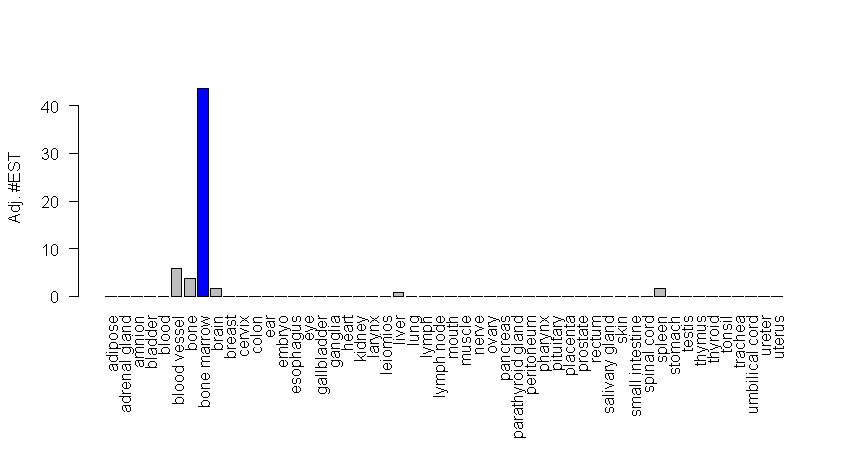 Adj. #EST
40
30
20
10
0
adipose
adrenal gland
amnion
bladder
blood
blood vessel
bone
bone marrow
brain
breast
cervix
colon
ear
embryo
esophagus
eye
gallbladder
ganglia
heart
kidney
larynx
leiomios
liver
lung
lymph
lymph node
mouth
muscle
nerve
ovary
pancreas
parathyroid gland
peritoneum
pharynx
pituitary
placenta
prostate
rectum
salivary gland
skin
small intestine
spinal cord
spleen
stomach
testis
thymus
thyroid
tonsil
trachea
umbilical cord
ureter
uterus